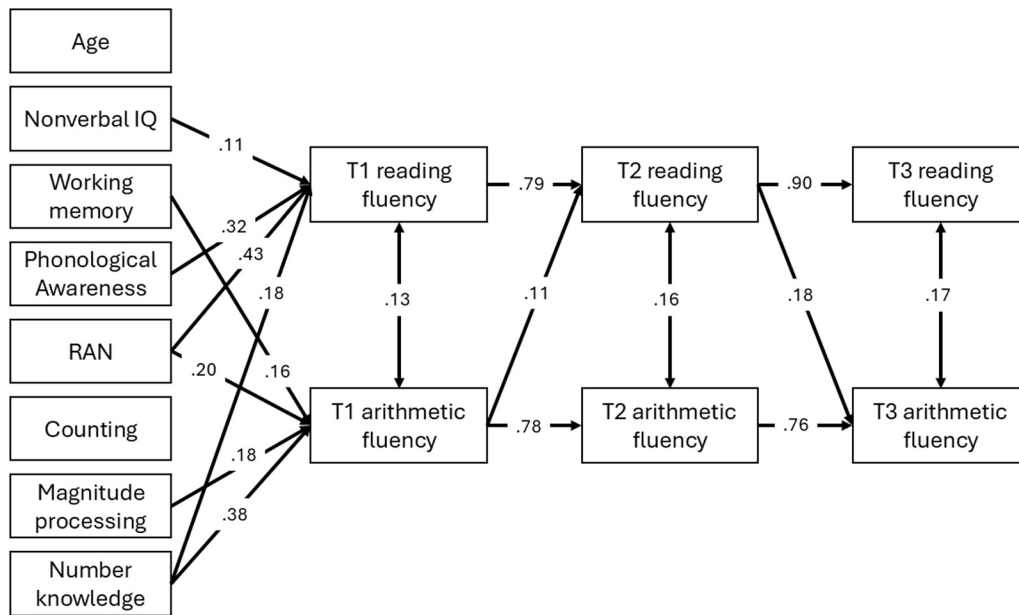 Age
Nonverbal IQ
Working
memory
Phonological
Awareness
RAN
Counting
Magnitude
processing
Number
knowledge
.11
.32
.43
.18
.20
.16
.18
.38
T1 reading
fluency
.13
T1 arithmetic
fluency
.79
.11
.78
T2 reading
fluency
.16
T2 arithmetic
fluency
.90
.18
.76
T3 reading
fluency
.17
T3 arithmetic
fluency